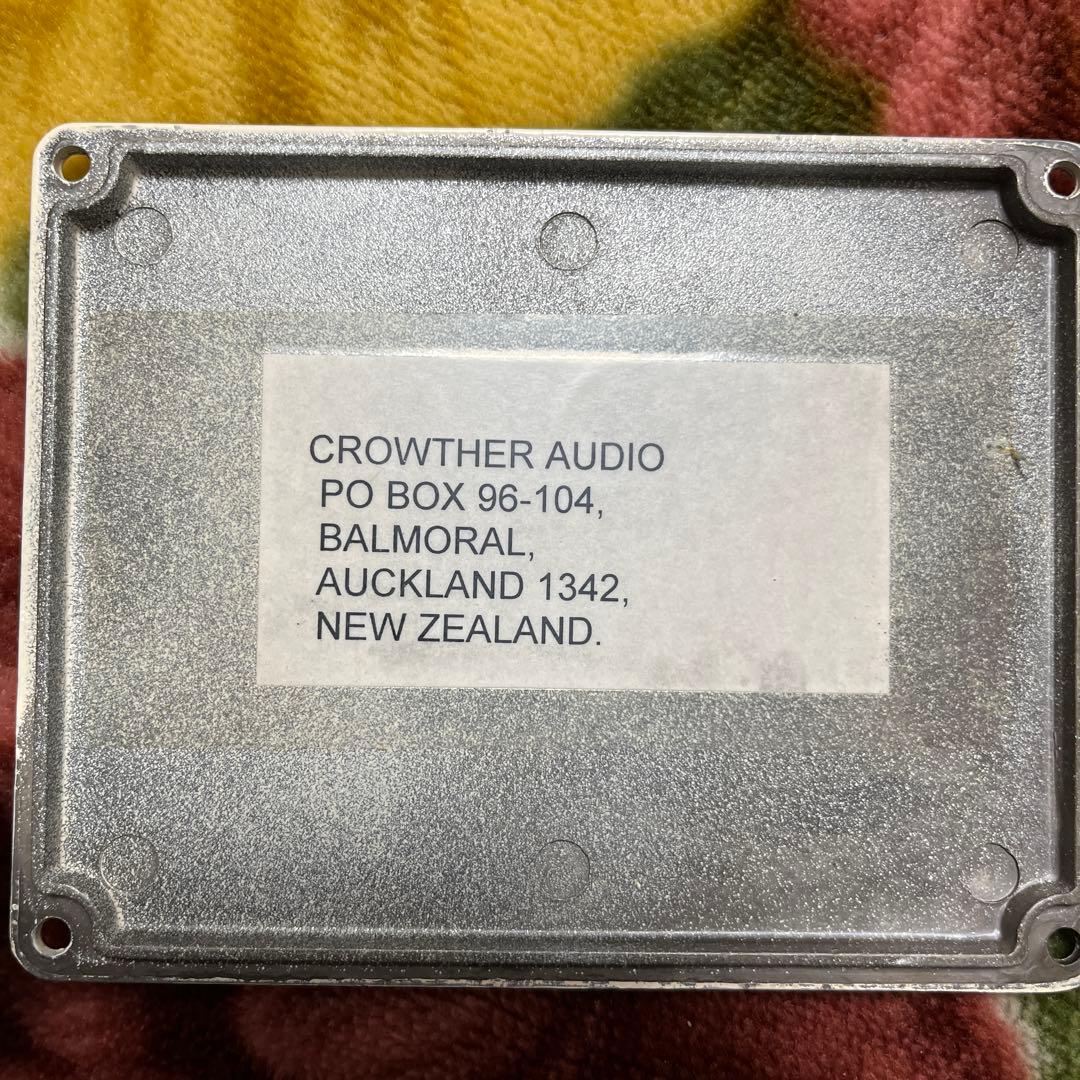 CROWTHER AUDIO
PO BOX 96-104,
BALMORAL,
AUCKLAND 1342,
NEW ZEALAND.